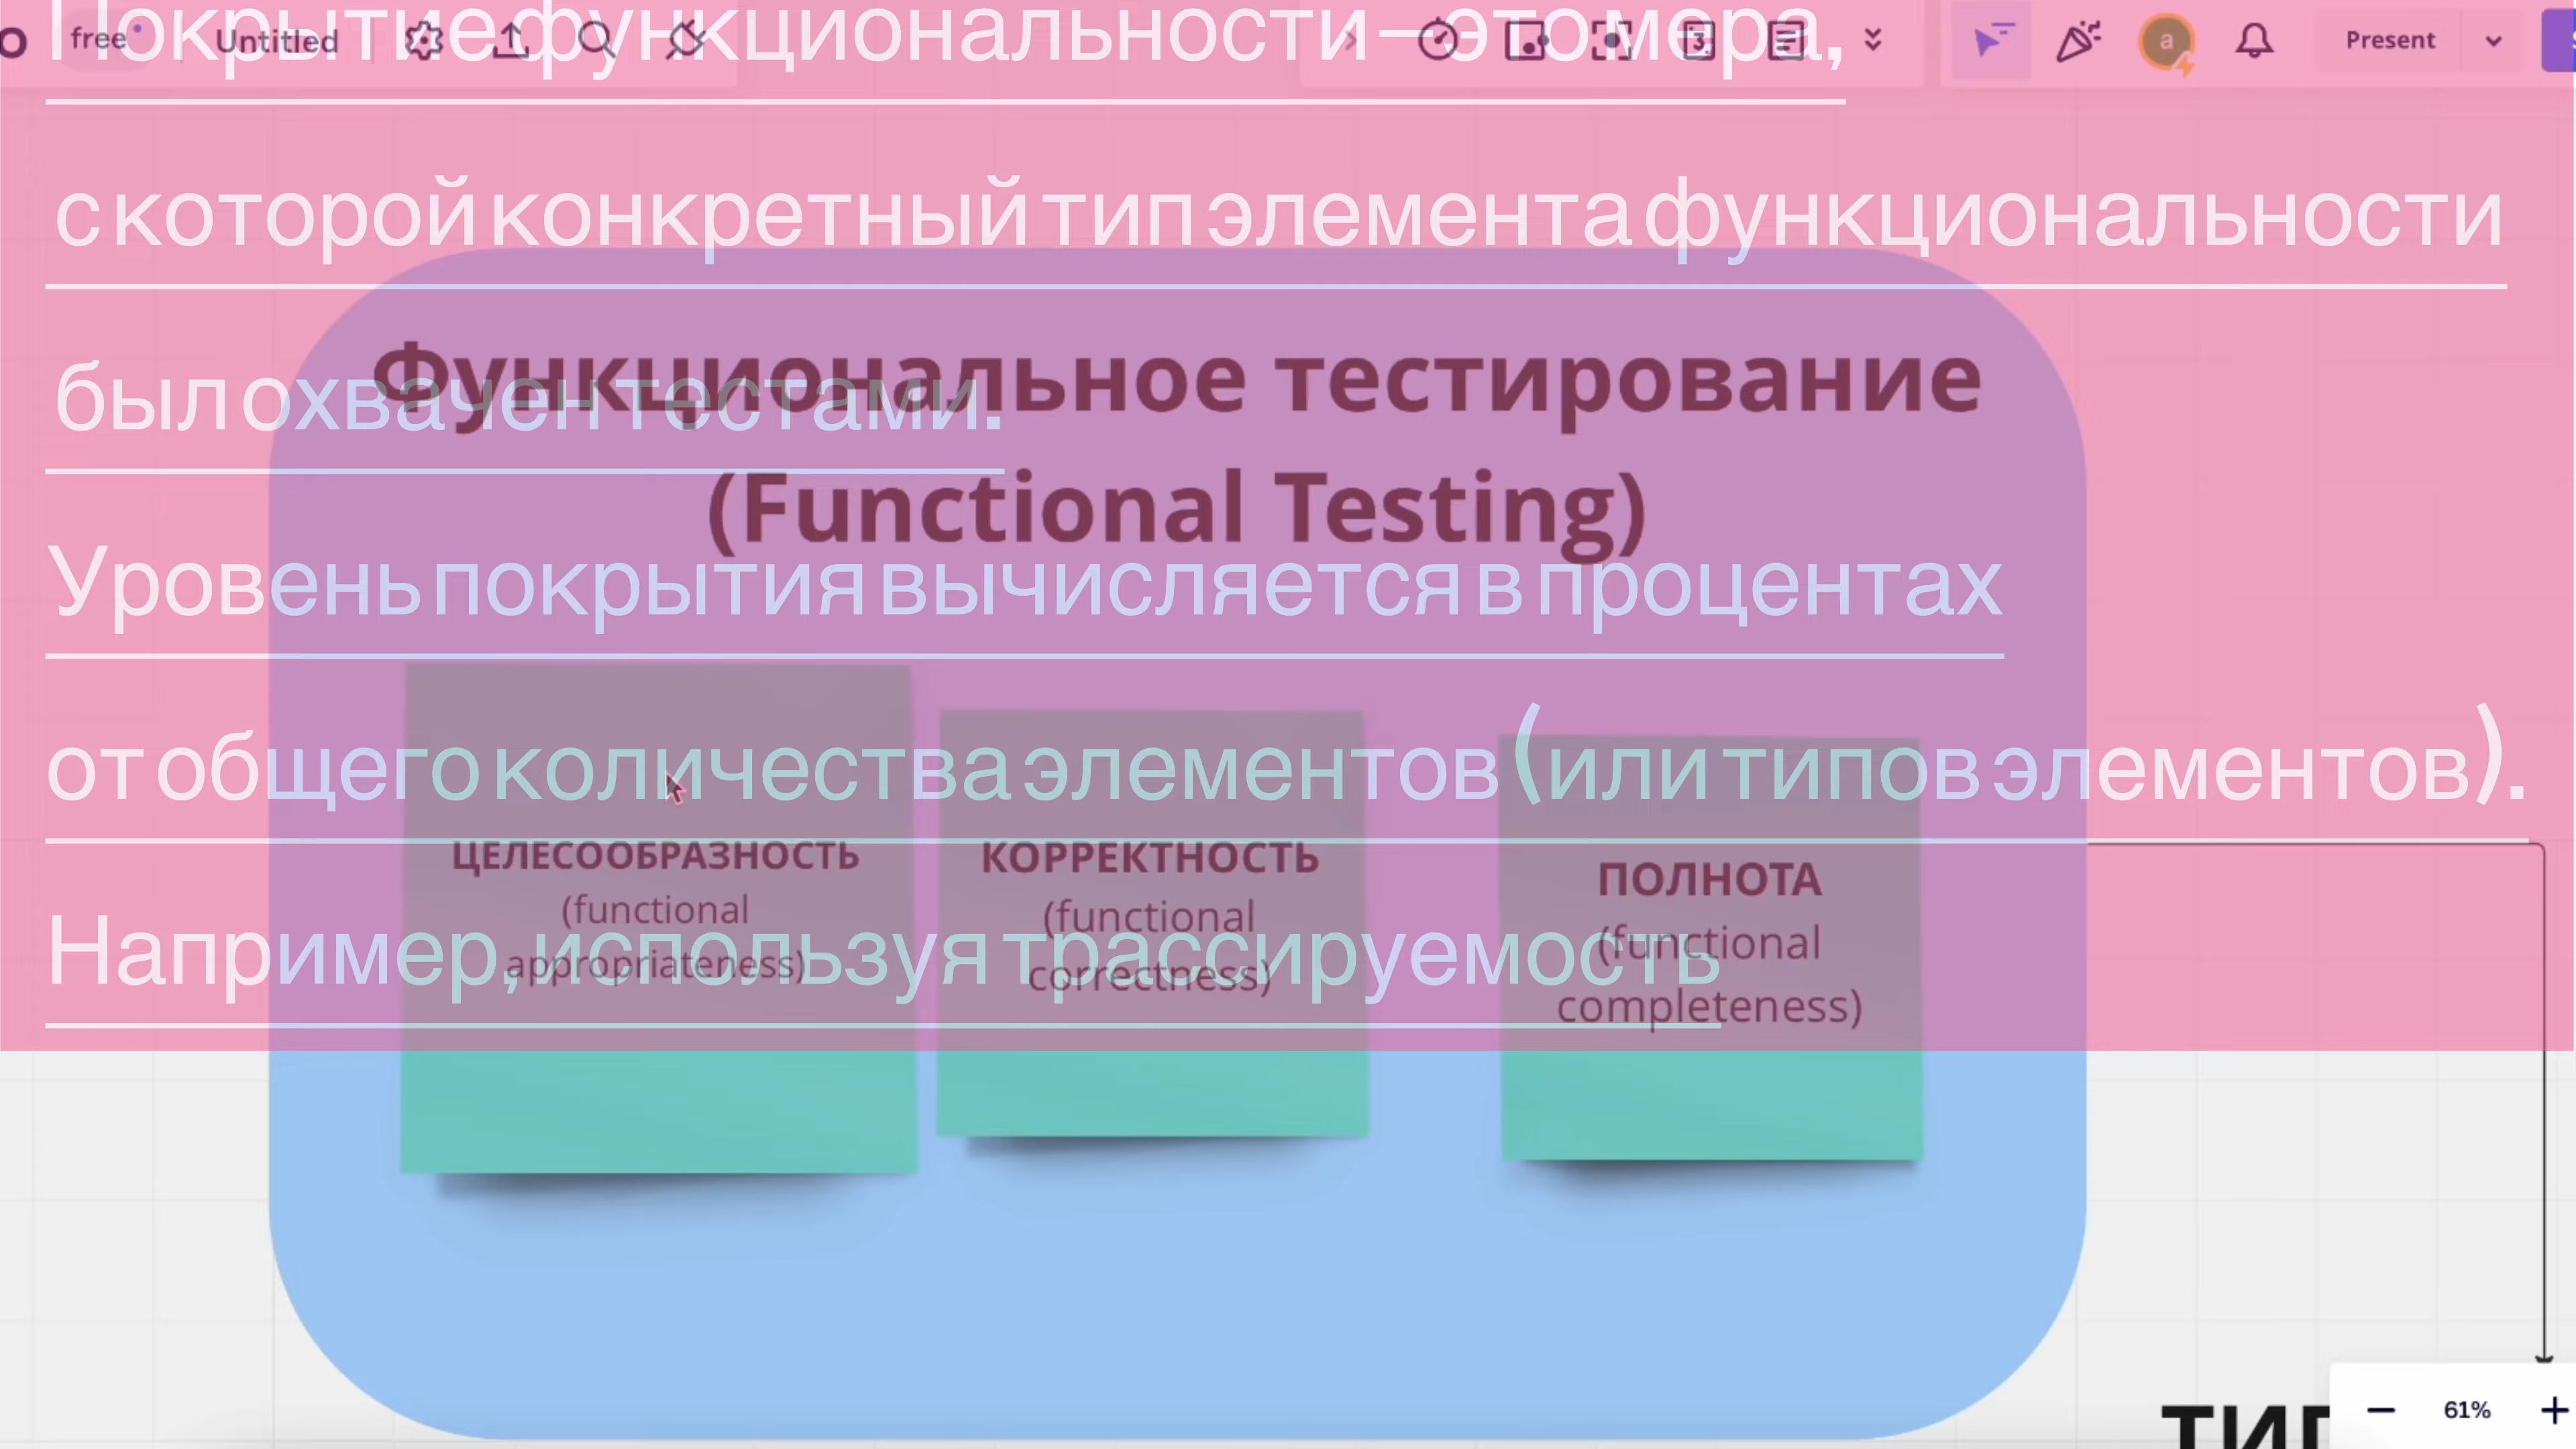 free
Untitled
Present
Покрытие функциональности – это мера,
с которой конкретный тип элемента функциональности
был охвачен тестами.
Уровень покрытия вычисляется в процентах
от общего количества элементов (или типов элементов).
Например, используя трассируемость
Функциональное тестирование
(Functional Testing)
ЦЕЛЕСООБРАЗНОСТЬ
(functional
appropriateness)
КОРРЕКТНОСТЬ
(functional
correctness)
ПОЛНОТА
(functional
completeness)
61%